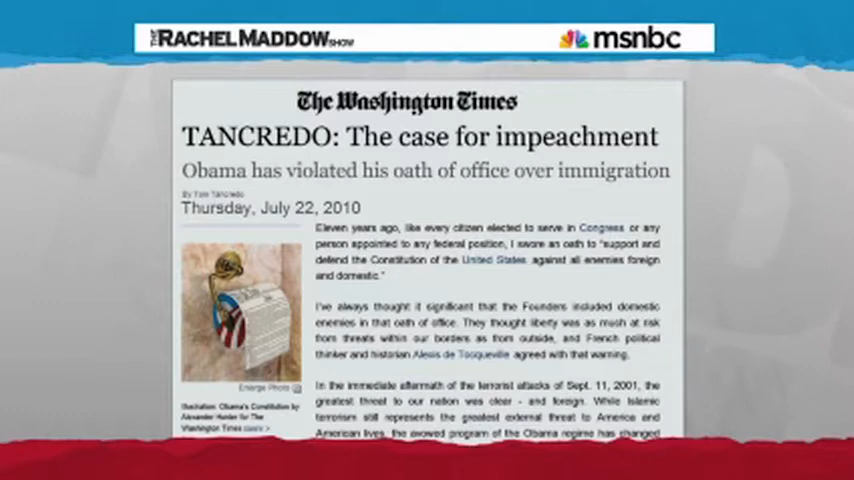 THE RACHEL MADDOW SHOW
msnbc
The Washington Times
TANCREDO: The case for impeachment
Obama has violated his oath of office over immigration
By Tom Tancredo
Thursday, July 22, 2010
Eleven years ago, like every citizen elected to serve in Congress or any
person appointed to any federal position, I swore an oath to "support and
defend the Constitution of the United States against all enemies foreign
and domestic."
I've always thought it significant that the Founders included domestic
enemies in that oath of office. They thought liberty was as much at risk
from threats within our borders as from outside, and French political
thinker and historian Alexis de Tocqueville agreed with that warning.
In the immediate aftermath of the terrorist attacks of Sept. 11, 2001, the
greatest threat to our nation was clear - and foreign. While Islamic
terrorism still represents the greatest external threat to America and
American lives, the avowed program of the Obama regime has changed
Enlarge Photo
Illustration: Obama's Constitution by
Alexander Hunter for The
Washington Times